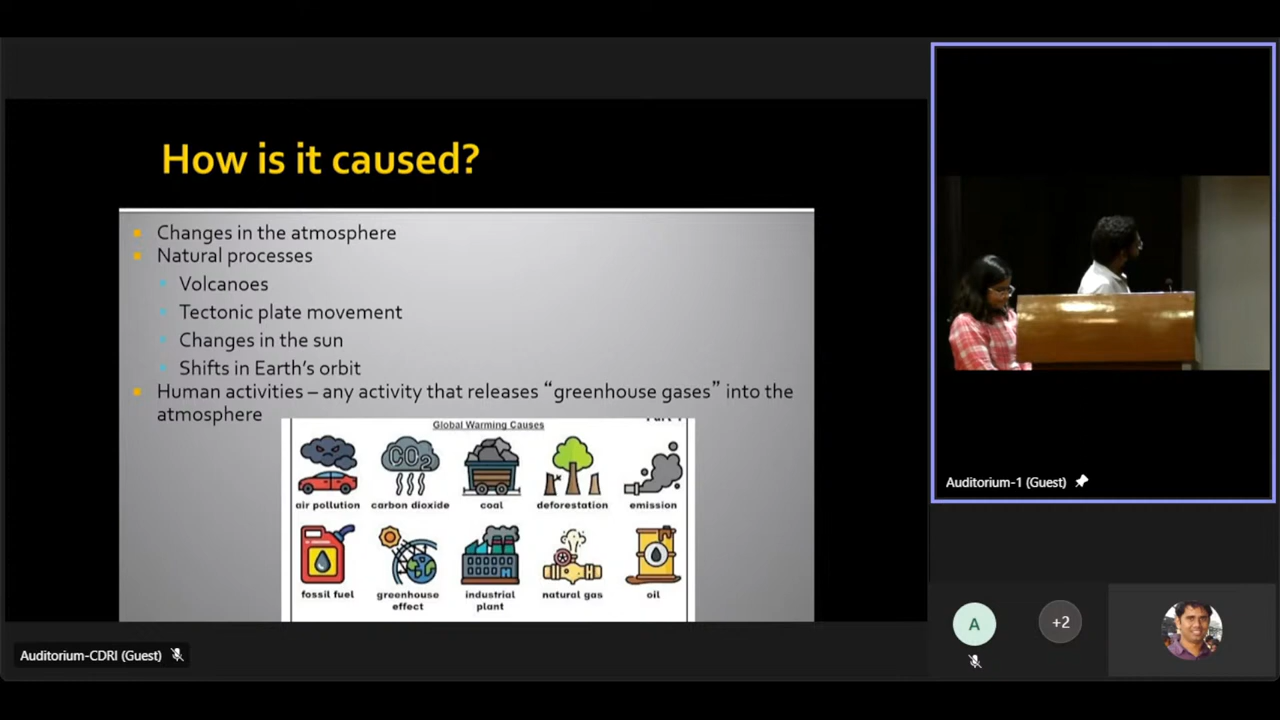 How is it caused?
Changes in the atmosphere
Natural processes
Volcanoes
Tectonic plate movement
Changes in the sun
Shifts in Earth's orbit
Human activities – any activity that releases “greenhouse gases” into the
atmosphere
Global Warming Causes
air pollution
carbon dioxide
CO2
coal
deforestation
emission
fossil fuel
greenhouse
effect
industrial
plant
natural gas
oil
Auditorium-CDRI (Guest)
Auditorium-1 (Guest)
A
+2